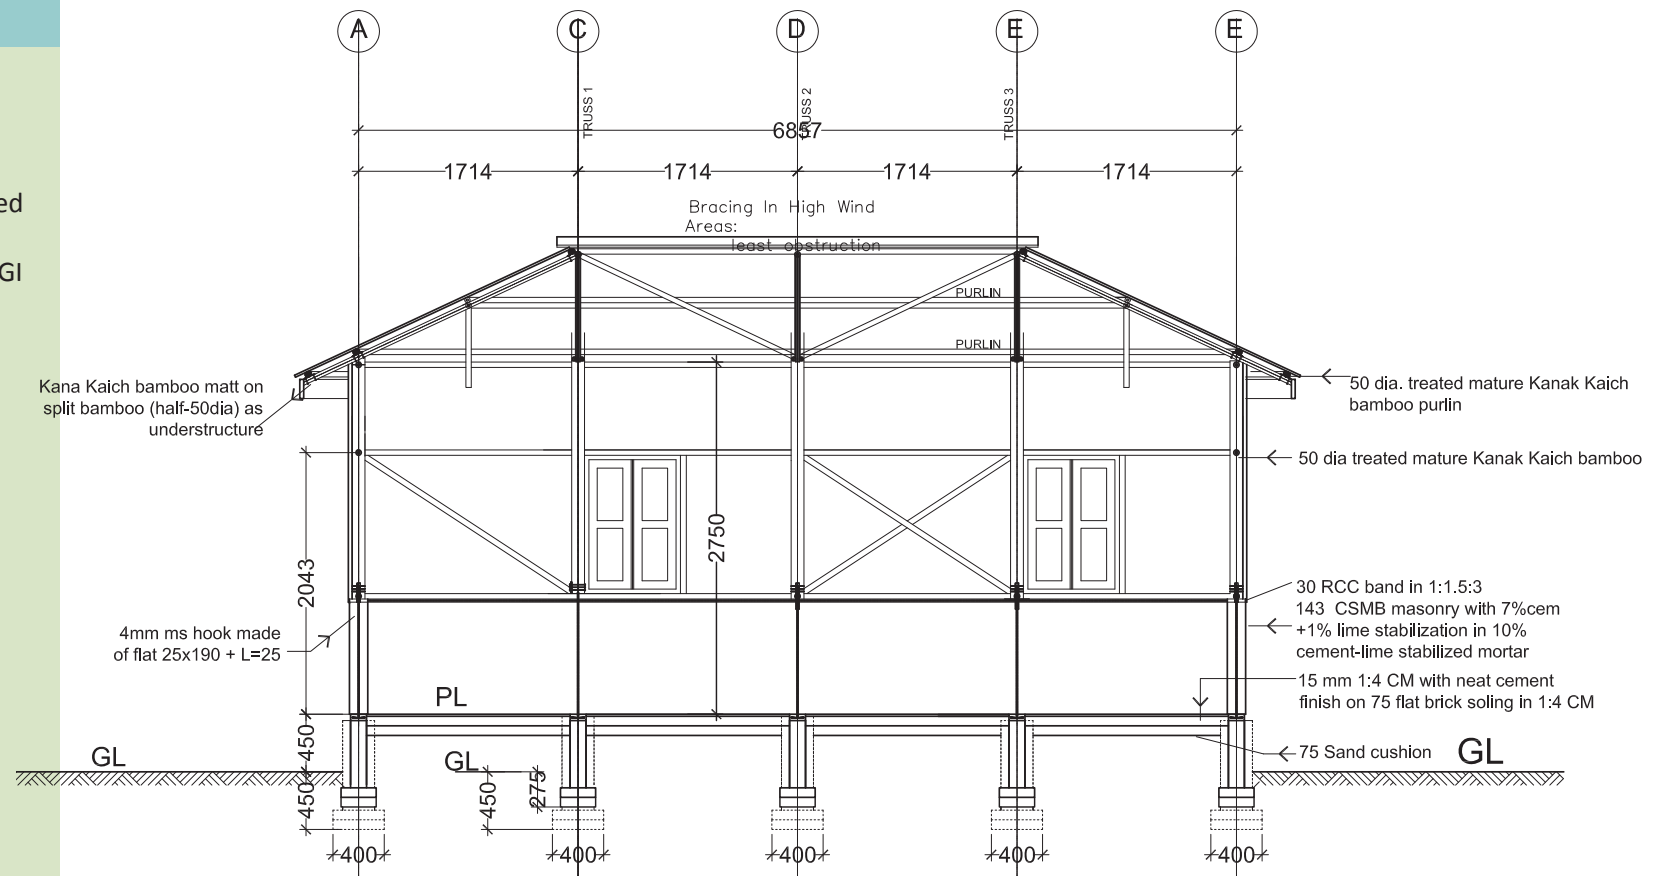 A
C
D
E
E
TRUSS 1
TRUSS 2
TRUSS 3
6857
1714
1714
1714
1714
ed
GI
Bracing In High Wind
Areas:
least obstruction
PURLIN
PURLIN
Kana Kaich bamboo matt on
split bamboo (half-50dia) as
understructure
50 dia. treated mature Kanak Kaich
bamboo purlin
50 dia treated mature Kanak Kaich bamboo
2750
2043
30 RCC band in 1:1.5:3
143 CSMB masonry with 7%cem
+1% lime stabilization in 10%
cement-lime stabilized mortar
4mm ms hook made
of flat 25x190 + L=25
15 mm 1:4 CM with neat cement
finish on 75 flat brick soling in 1:4 CM
PL
75 Sand cushion
GL
GL
GL
450
450
450
275
400
400
400
400
400